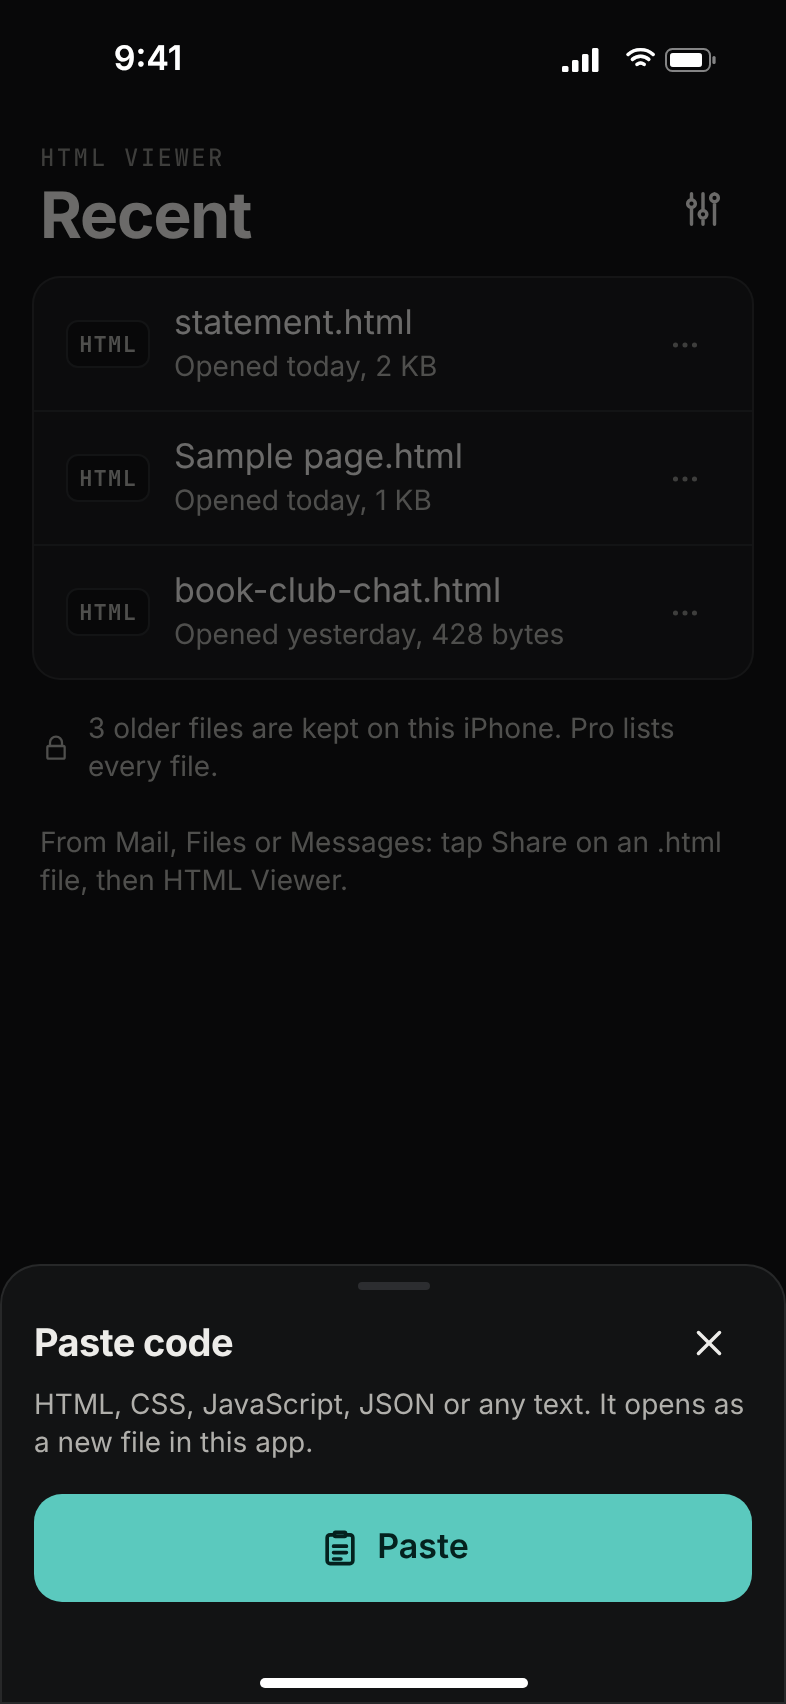 9:41
HTML VIEWER
Recent
HTML
statement.html
Opened today, 2 KB
HTML
Sample page.html
Opened today, 1 KB
HTML
book-club-chat.html
Opened yesterday, 428 bytes
3 older files are kept on this iPhone. Pro lists
every file.
From Mail, Files or Messages: tap Share on an .html
file, then HTML Viewer.
Paste code
HTML, CSS, JavaScript, JSON or any text. It opens as
a new file in this app.
Paste